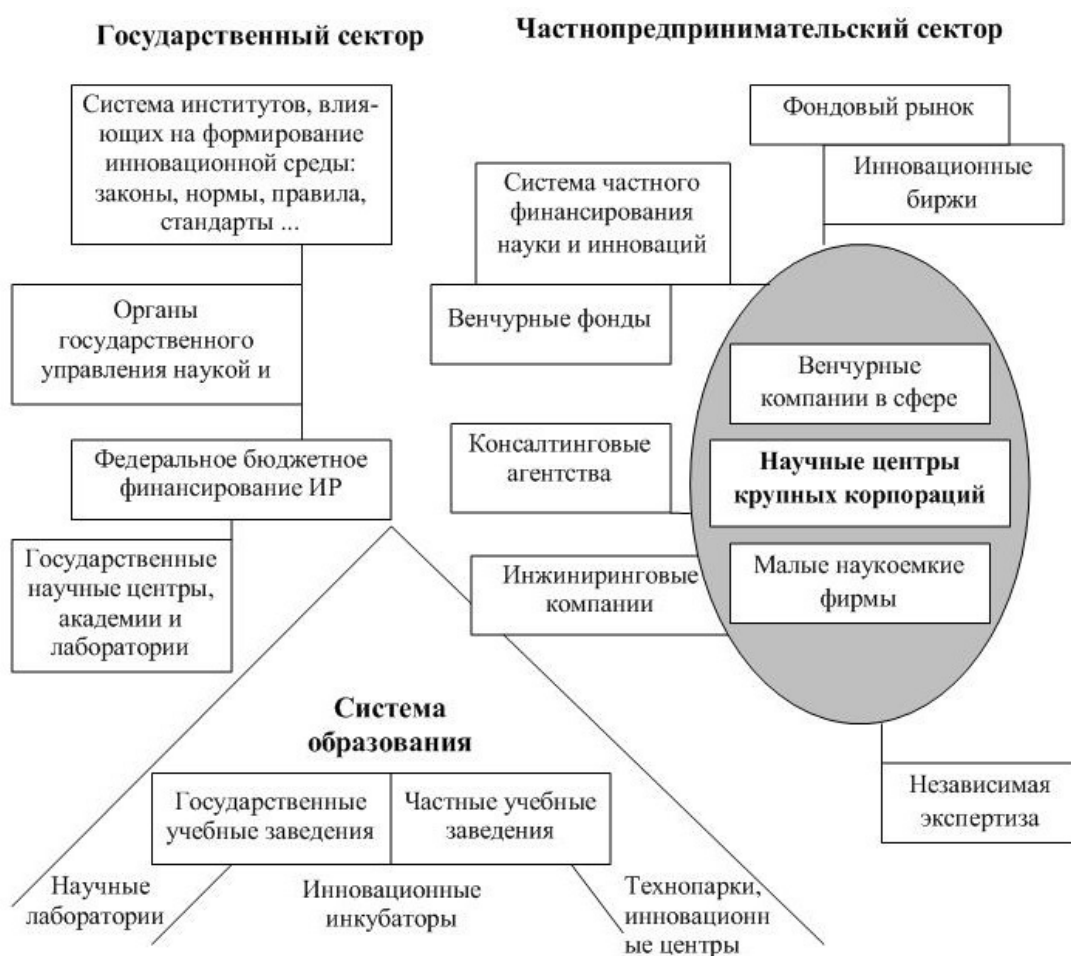 Государственный сектор
Система институтов, влия-
ющих на формирование
инновационной среды:
законы, нормы, правила,
стандарты ...
Органы
государственного
управления наукой и
Федеральное бюджетное
финансирование ИР
Государственные
научные центры,
академии и
лаборатории
Частнопредпринимательский сектор
Фондовый рынок
Инновационные
биржи
Система частного
финансирования
науки и инноваций
Венчурные фонды
Консалтинговые
агентства
Инжиниринговые
компании
Венчурные
компании в сфере
Научные центры
крупных корпораций
Малые наукоемкие
фирмы
Независимая
экспертиза
Система
образования
Государственные
учебные заведения
Частные учебные
заведения
Научные
лаборатории
Инновационные
инкубаторы
Технопарки,
инновационн
ые центры